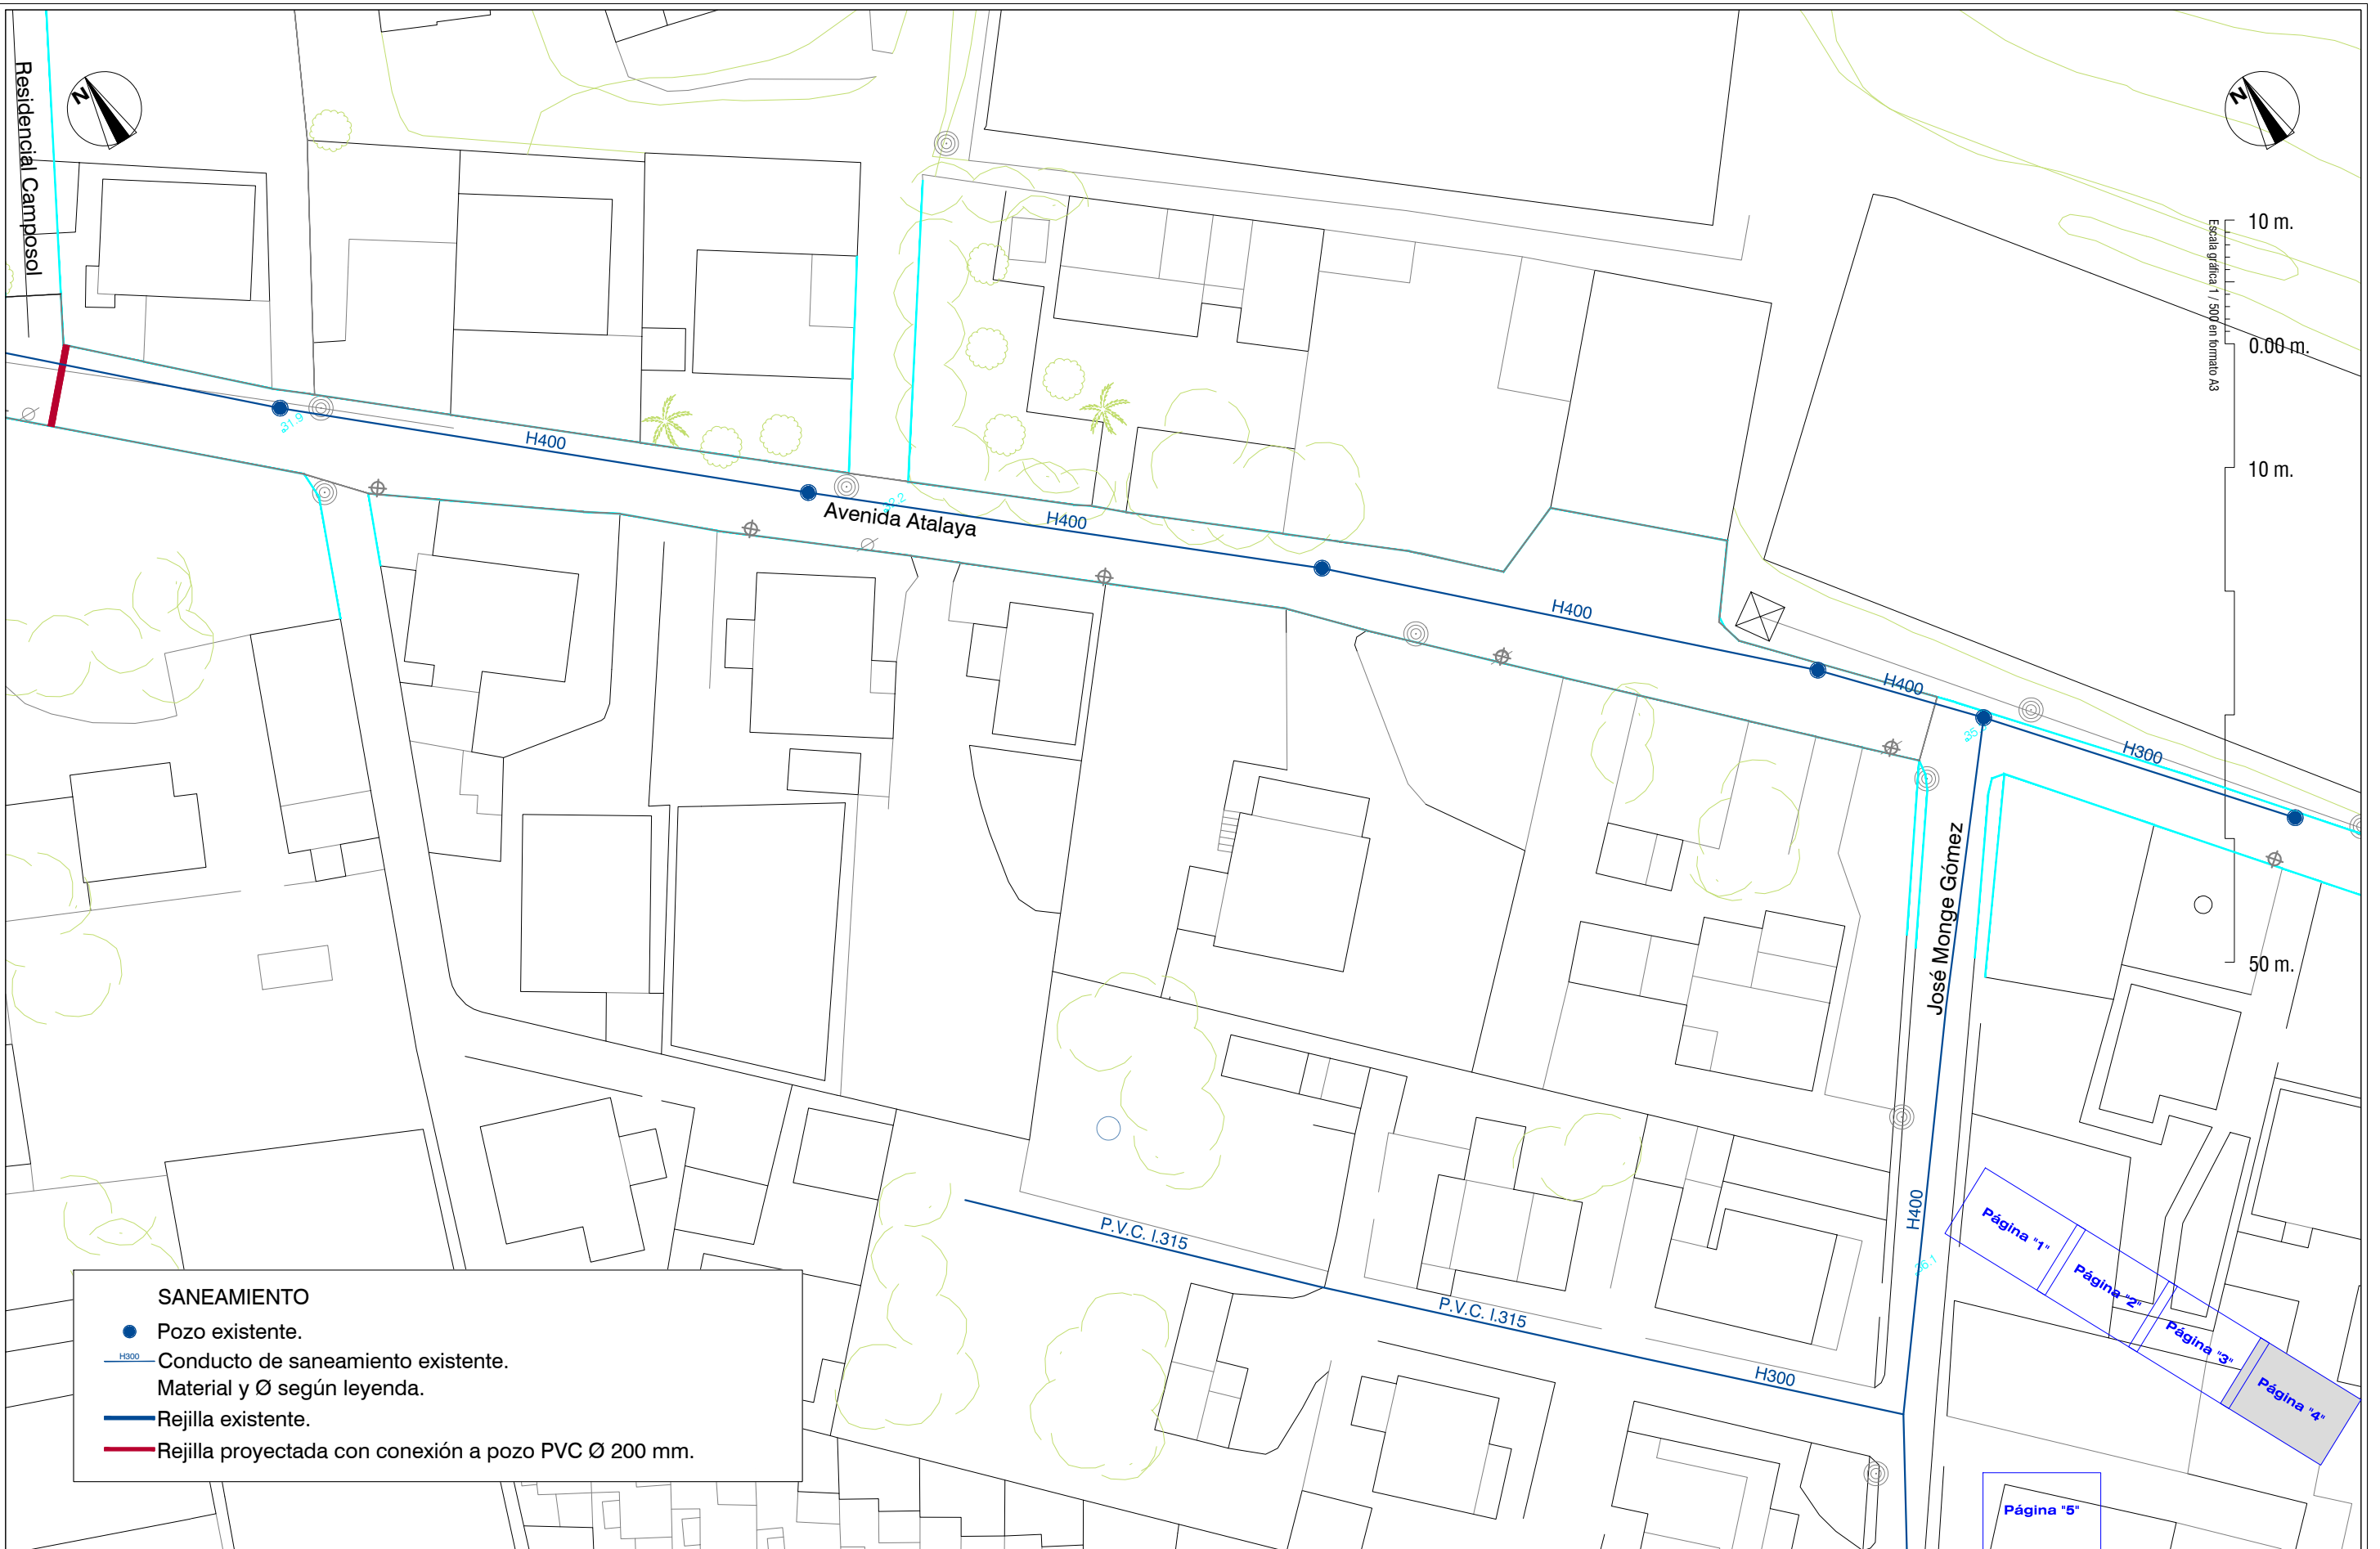 Residencial Camposol
N
N
10 m.
Escala gráfica 1 / 500 en formato A3
0.00 m.
10 m.
50 m.
31.9
H400
Avenida Atalaya
H400
H400
H400
H300
José Monge Gómez
H400
P.V.C. l.315
P.V.C. l.315
H300
Página "1"
Página "2"
Página "3"
Página "4"
Página "5"
SANEAMIENTO
Pozo existente.
H300
Conducto de saneamiento existente.
Material y Ø según leyenda.
Rejilla existente.
Rejilla proyectada con conexión a pozo PVC Ø 200 mm.